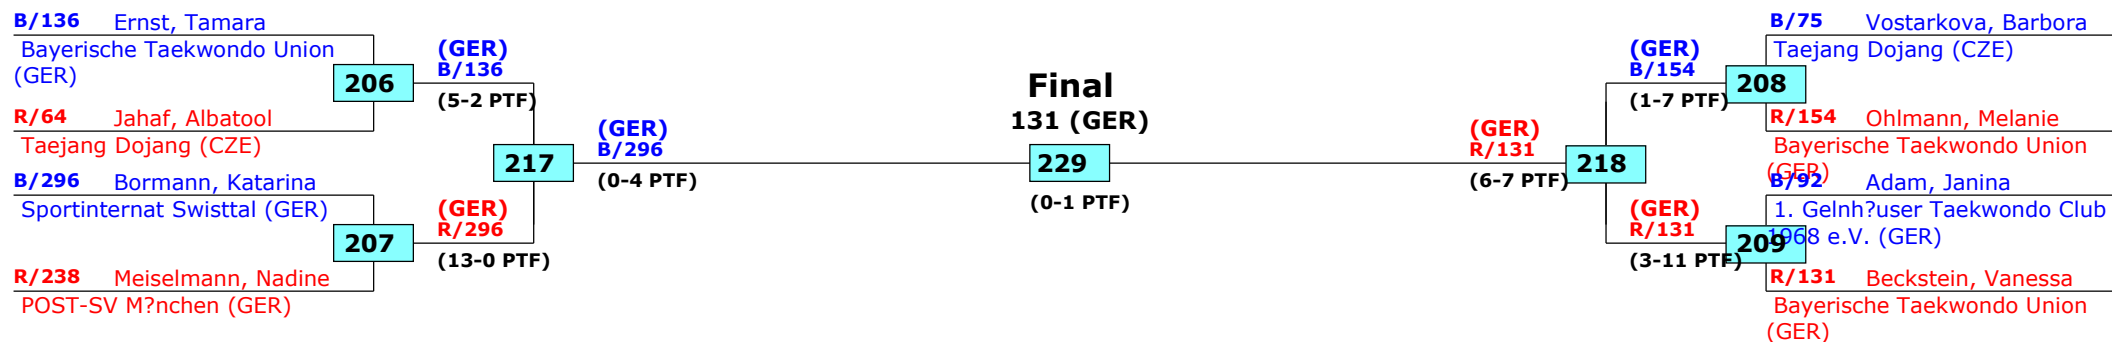 B/136 Ernst, Tamara
Bayerische Taekwondo Union
(GER)
206
R/64 Jahaf, Albatool
Taejang Dojang (CZE)
B/296 Bormann, Katarina
Sportinternat Swisttal (GER)
207
R/238 Meiselmann, Nadine
POST-SV M?nchen (GER)
(GER)
B/136
(5-2 PTF)
217
(GER)
R/296
(13-0 PTF)
(GER)
B/296
(0-4 PTF)
Final
131 (GER)
229
(0-1 PTF)
(GER)
R/131
(6-7 PTF)
218
(GER)
B/154
(1-7 PTF)
(GER)
R/131
(3-11 PTF)
B/75 Vostarkova, Barbora
Taejang Dojang (CZE)
208
R/154 Ohlmann, Melanie
Bayerische Taekwondo Union
(GER)
B/92 Adam, Janina
1. Gelnh?user Taekwondo Club
1968 e.V. (GER)
209
R/131 Beckstein, Vanessa
Bayerische Taekwondo Union
(GER)